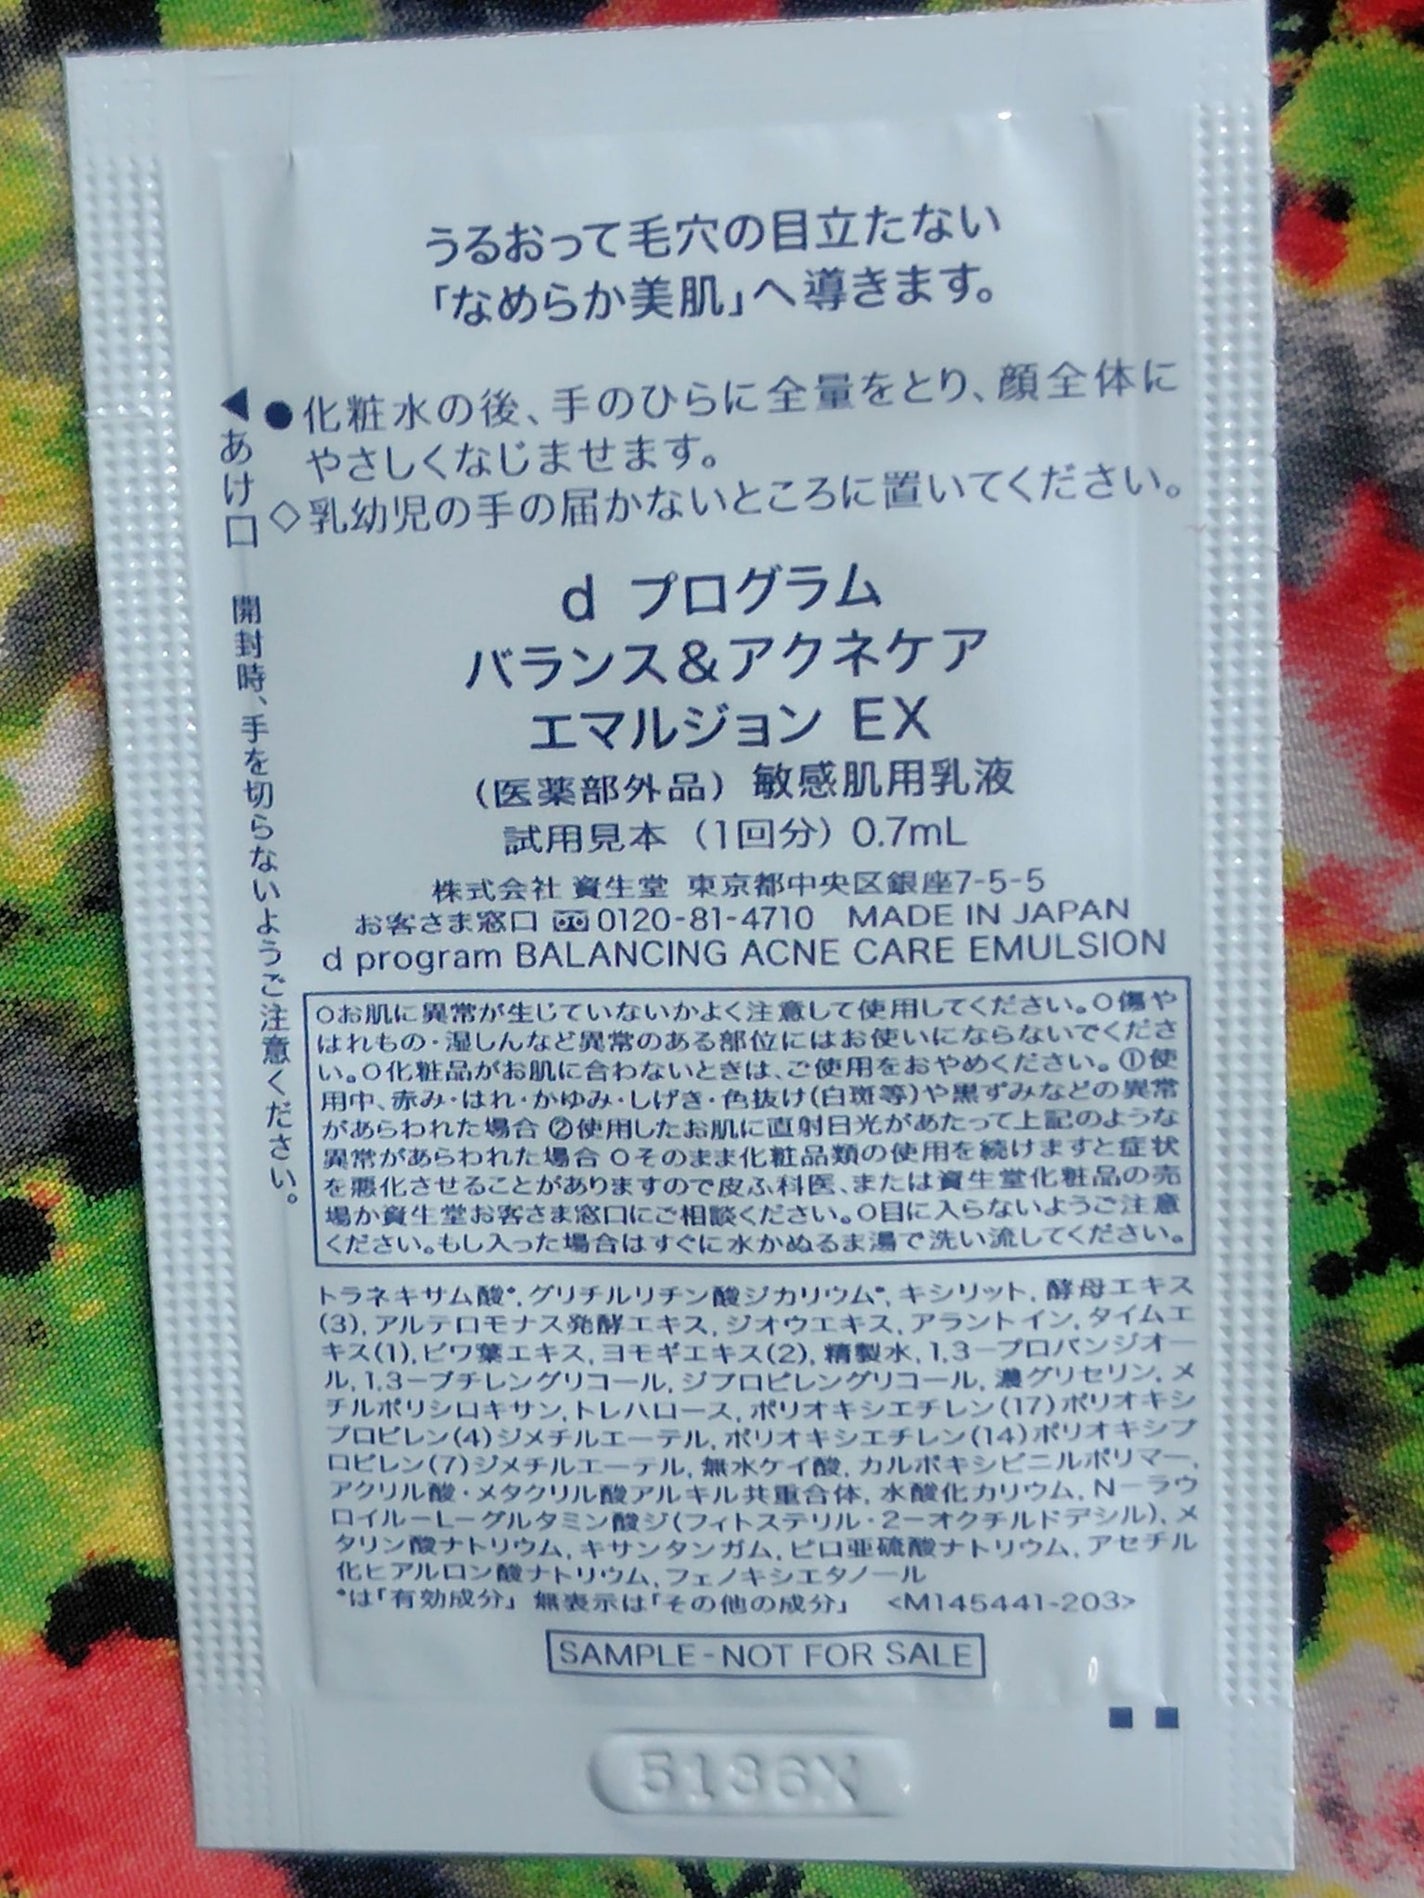 うるおって毛穴の目立たない
「なめらか美肌」へ導きます。
●化粧水の後、手のひらに全量をとり、顔全体に
やさしくなじませます。
◇乳幼児の手の届かないところに置いてください。
◀あけ口 開封時、手を切らないようご注意ください。
d プログラム
バランス&アクネケア
エマルジョン EX
（医薬部外品）敏感肌用乳液
試用見本（1回分）0.7mL
株式会社 資生堂 東京都中央区銀座7-5-5
お客さま窓口 0120-81-4710 MADE IN JAPAN
d program BALANCING ACNE CARE EMULSION
○お肌に異常が生じていないかよく注意して使用してください。○傷や
はれもの・湿しんなど異常のある部位にはお使いにならないでくださ
い。○化粧品がお肌に合わないときは、ご使用をおやめください。①使
用中、赤み・はれ・かゆみ・しげき・色抜け(白斑等)や黒ずみなどの異常
があらわれた場合 ②使用したお肌に直射日光があたって上記のような
異常があらわれた場合 ○そのまま化粧品類の使用を続けますと症状
を悪化させることがありますので皮ふ科医、または資生堂化粧品の売
場か資生堂お客さま窓口にご相談ください。○目に入らないようご注意
ください。もし入った場合はすぐに水かぬるま湯で洗い流してください。
トラネキサム酸*,グリチルリチン酸ジカリウム*,キシリット,酵母エキス
(3),アルテロモナス発酵エキス,ジオウエキス,アラントイン,タイムエ
キス(1),ビワ葉エキス,ヨモギエキス(2),精製水,1,3−プロパンジオー
ル,1,3−ブチレングリコール,ジプロピレングリコール,濃グリセリン,メ
チルポリシロキサン,トレハロース,ポリオキシエチレン(17)ポリオキシ
プロピレン(4)ジメチルエーテル,ポリオキシエチレン(14)ポリオキシプ
ロピレン(7)ジメチルエーテル,無水ケイ酸,カルボキシビニルポリマー,
アクリル酸・メタクリル酸アルキル共重合体,水酸化カリウム,N−ラウ
ロイル−L−グルタミン酸ジ(フィトステリル・2−オクチルドデシル),メ
タリン酸ナトリウム,キサンタンガム,ピロ亜硫酸ナトリウム,アセチル
化ヒアルロン酸ナトリウム,フェノキシエタノール
*は「有効成分」 無表示は「その他の成分」 <M145441-203>
SAMPLE-NOT FOR SALE
5136X